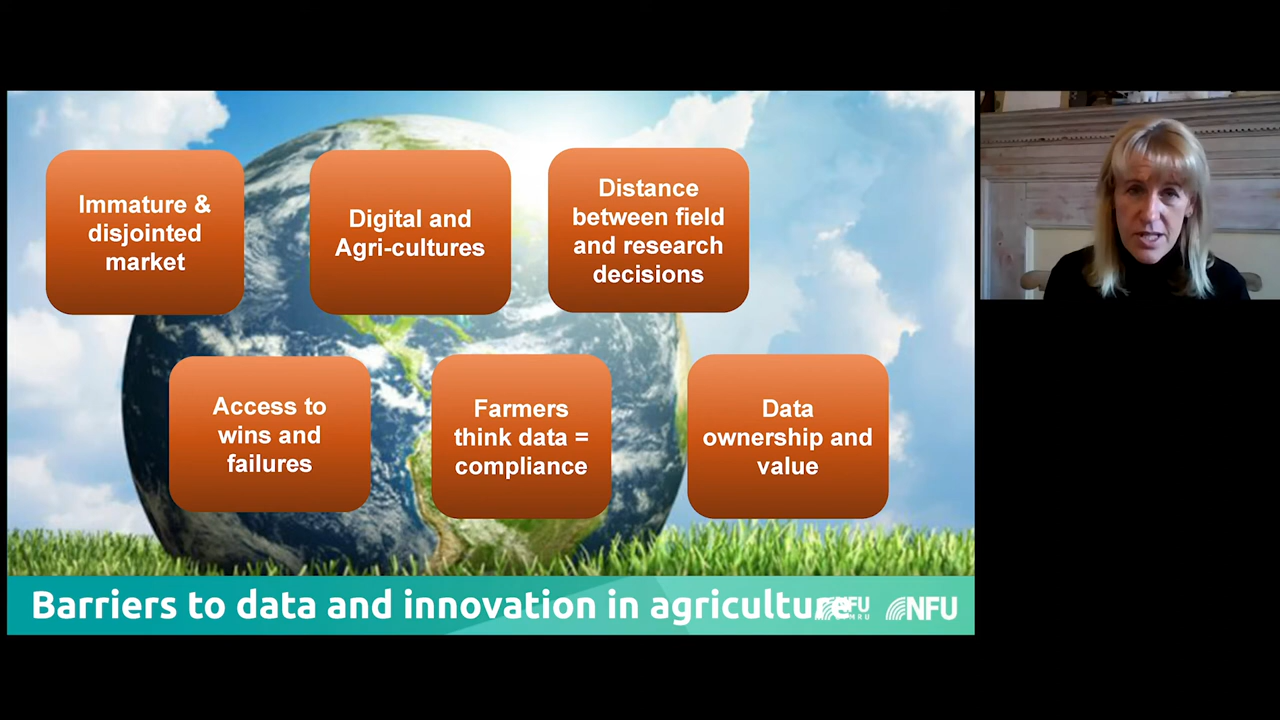 Immature &
disjointed
market
Digital and
Agri-cultures
Distance
between field
and research
decisions
Access to
wins and
failures
Farmers
think data =
compliance
Data
ownership and
value
Barriers to data and innovation in agriculture
NFU
NFU